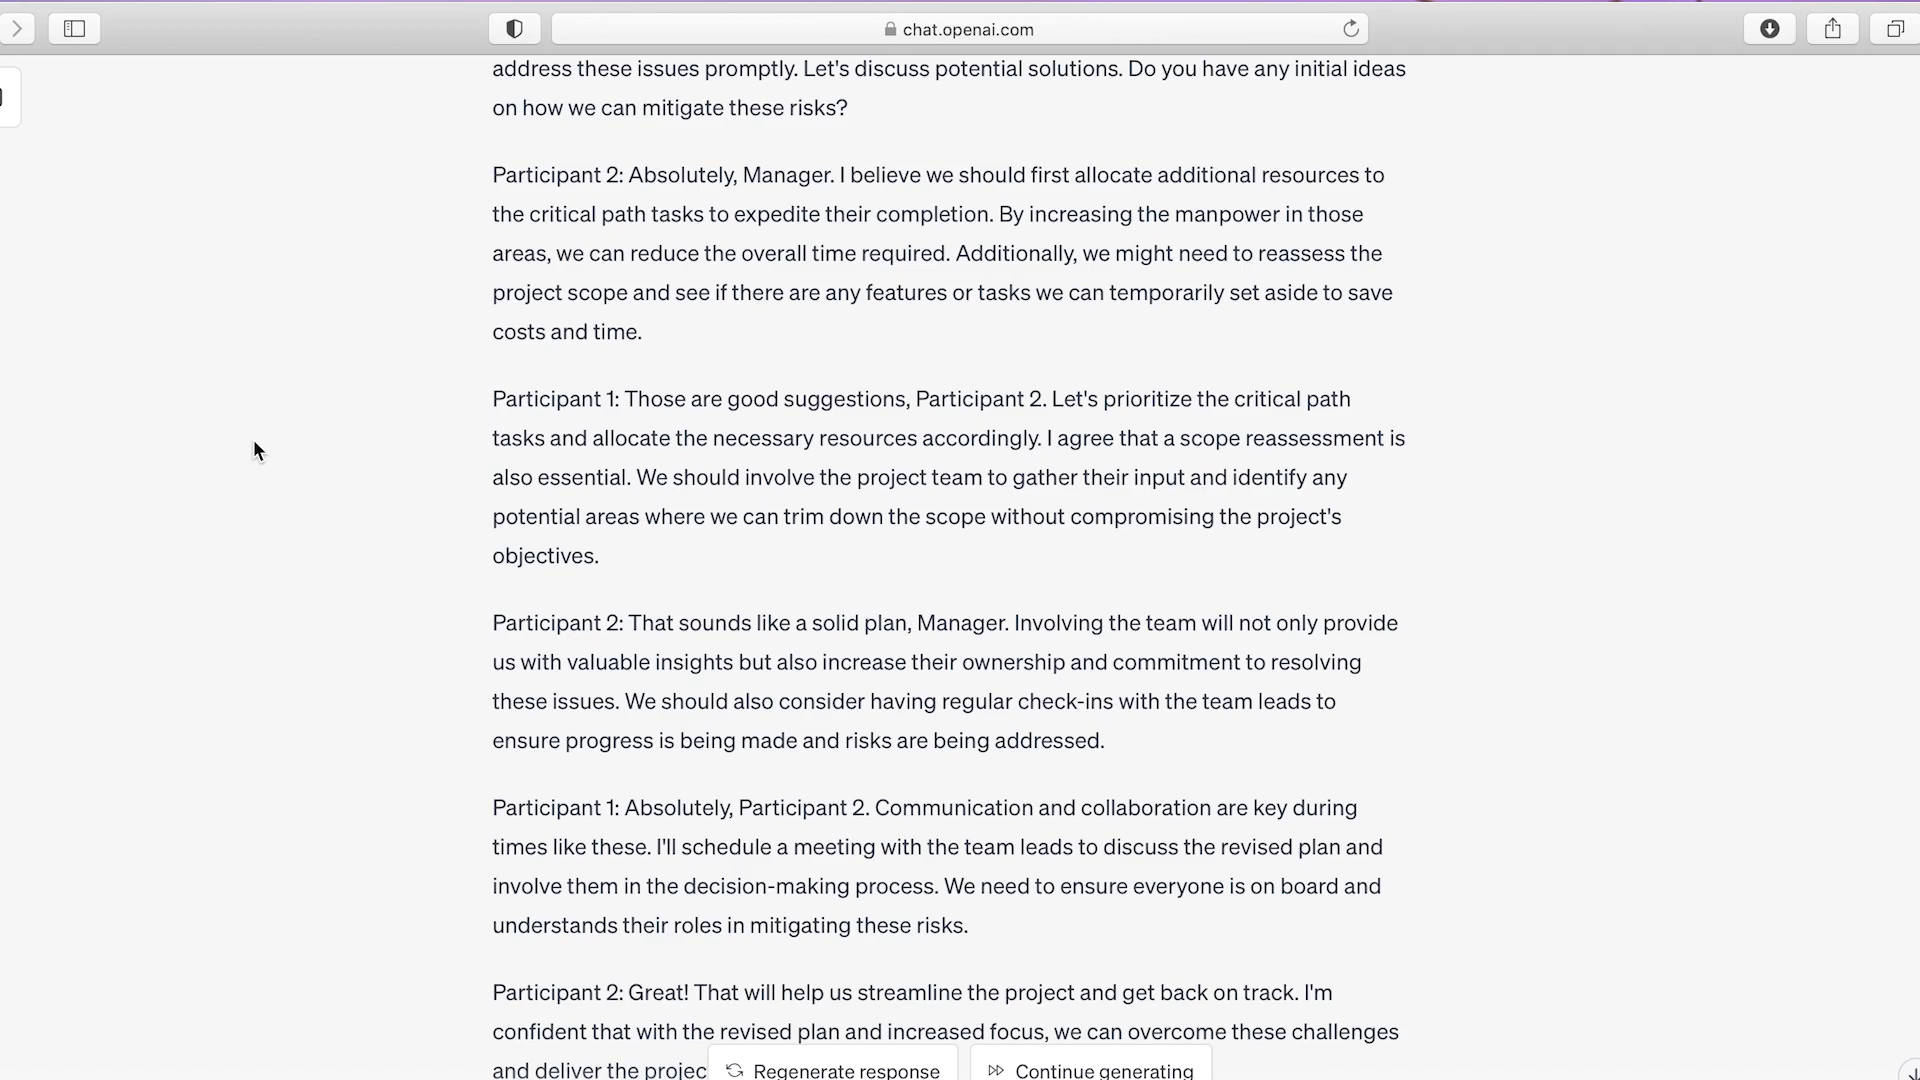 chat.openai.com
address these issues promptly. Let's discuss potential solutions. Do you have any initial ideas
on how we can mitigate these risks?
Participant 2: Absolutely, Manager. I believe we should first allocate additional resources to
the critical path tasks to expedite their completion. By increasing the manpower in those
areas, we can reduce the overall time required. Additionally, we might need to reassess the
project scope and see if there are any features or tasks we can temporarily set aside to save
costs and time.
Participant 1: Those are good suggestions, Participant 2. Let's prioritize the critical path
tasks and allocate the necessary resources accordingly. I agree that a scope reassessment is
also essential. We should involve the project team to gather their input and identify any
potential areas where we can trim down the scope without compromising the project's
objectives.
Participant 2: That sounds like a solid plan, Manager. Involving the team will not only provide
us with valuable insights but also increase their ownership and commitment to resolving
these issues. We should also consider having regular check-ins with the team leads to
ensure progress is being made and risks are being addressed.
Participant 1: Absolutely, Participant 2. Communication and collaboration are key during
times like these. I'll schedule a meeting with the team leads to discuss the revised plan and
involve them in the decision-making process. We need to ensure everyone is on board and
understands their roles in mitigating these risks.
Participant 2: Great! That will help us streamline the project and get back on track. I'm
confident that with the revised plan and increased focus, we can overcome these challenges
and deliver the projec
Regenerate response
Continue generating